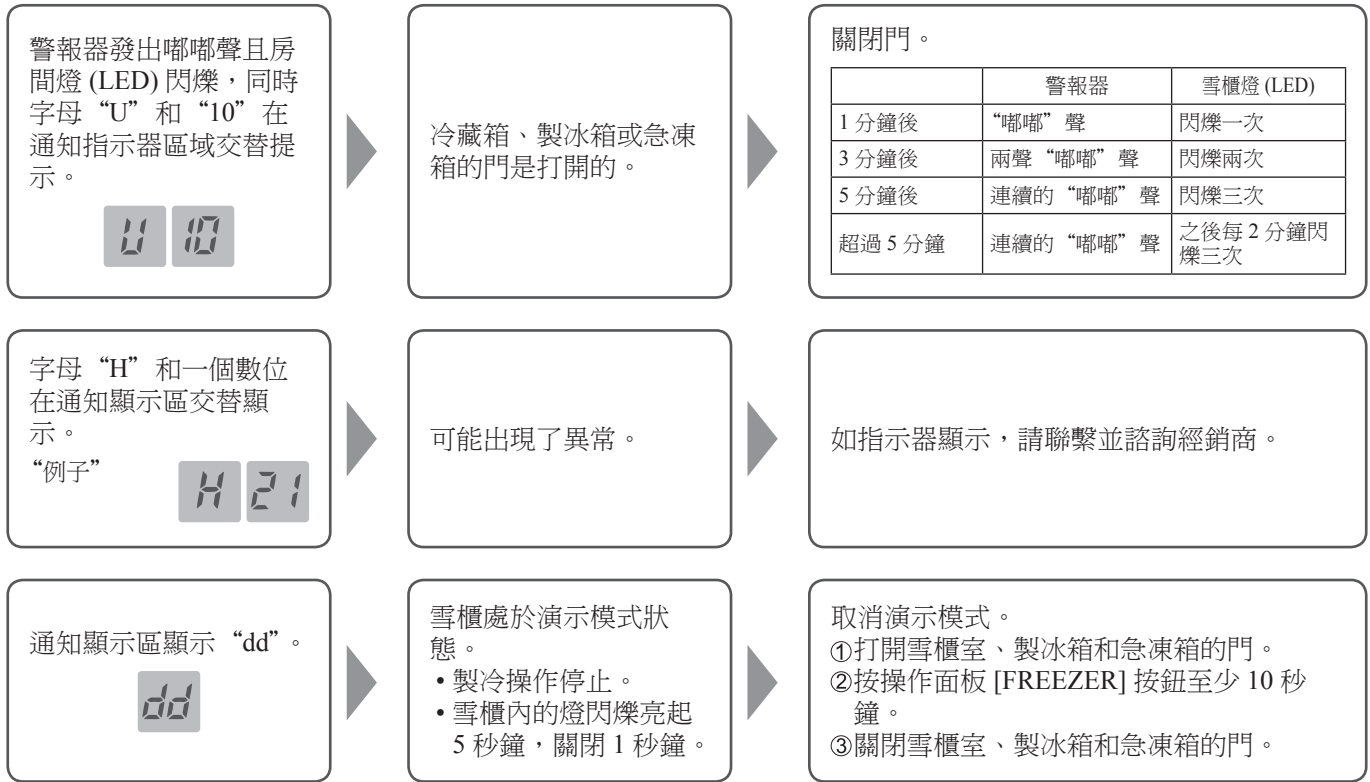 警報器發出嘟嘟聲且房
間燈 (LED) 閃爍，同時
字母“U”和“10”在
通知指示器區域交替提
示。
U 10
冷藏箱、製冰箱或急凍
箱的門是打開的。
關閉門。
警報器 雪櫃燈 (LED)
1 分鐘後 “嘟嘟”聲 閃爍一次
3 分鐘後 兩聲“嘟嘟”聲 閃爍兩次
5 分鐘後 連續的“嘟嘟”聲 閃爍三次
超過 5 分鐘 連續的“嘟嘟”聲 之後每 2 分鐘閃
爍三次
字母“H”和一個數位
在通知顯示區交替顯
示。
“例子”
H 21
可能出現了異常。
如指示器顯示，請聯繫並諮詢經銷商。
通知顯示區顯示“dd”。
dd
雪櫃處於演示模式狀
態。
•製冷操作停止。
•雪櫃內的燈閃爍亮起
5 秒鐘，關閉 1 秒鐘。
取消演示模式。
①打開雪櫃室、製冰箱和急凍箱的門。
②按操作面板 [FREEZER] 按鈕至少 10 秒
鐘。
③關閉雪櫃室、製冰箱和急凍箱的門。